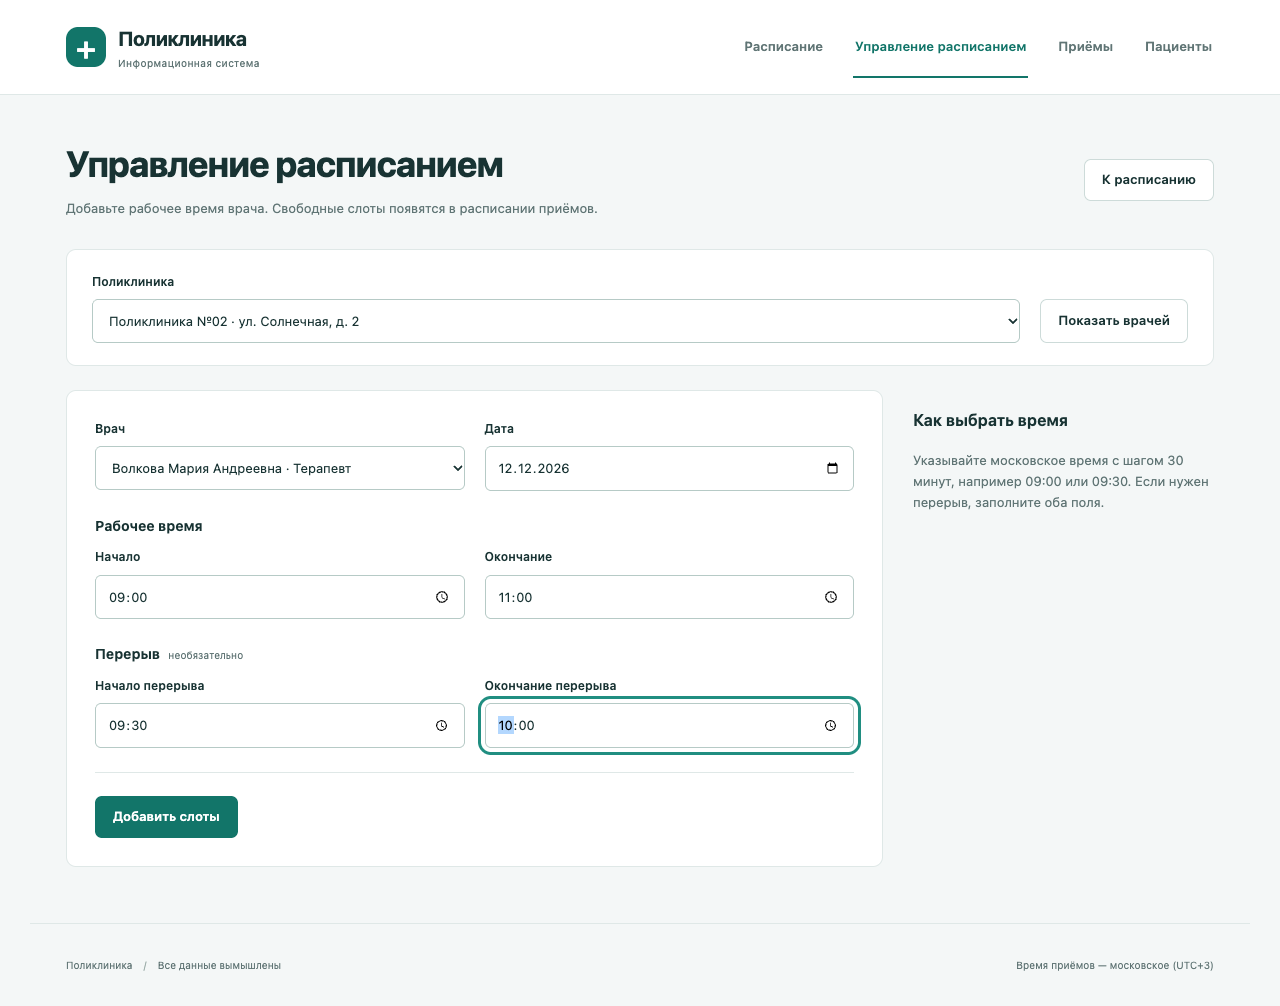 Поликлиника
Информационная система
Расписание
Управление расписанием
Приёмы
Пациенты
Управление расписанием
Добавьте рабочее время врача. Свободные слоты появятся в расписании приёмов.
К расписанию
Поликлиника
Поликлиника №02 · ул. Солнечная, д. 2
Показать врачей
Врач
Дата
Волкова Мария Андреевна · Терапевт
12.12.2026
Рабочее время
Начало
Окончание
09:00
11:00
Перерыв необязательно
Начало перерыва
Окончание перерыва
09:30
10:00
Добавить слоты
Как выбрать время
Указывайте московское время с шагом 30
минут, например 09:00 или 09:30. Если нужен
перерыв, заполните оба поля.
Поликлиника / Все данные вымышлены
Время приёмов — московское (UTC+3)